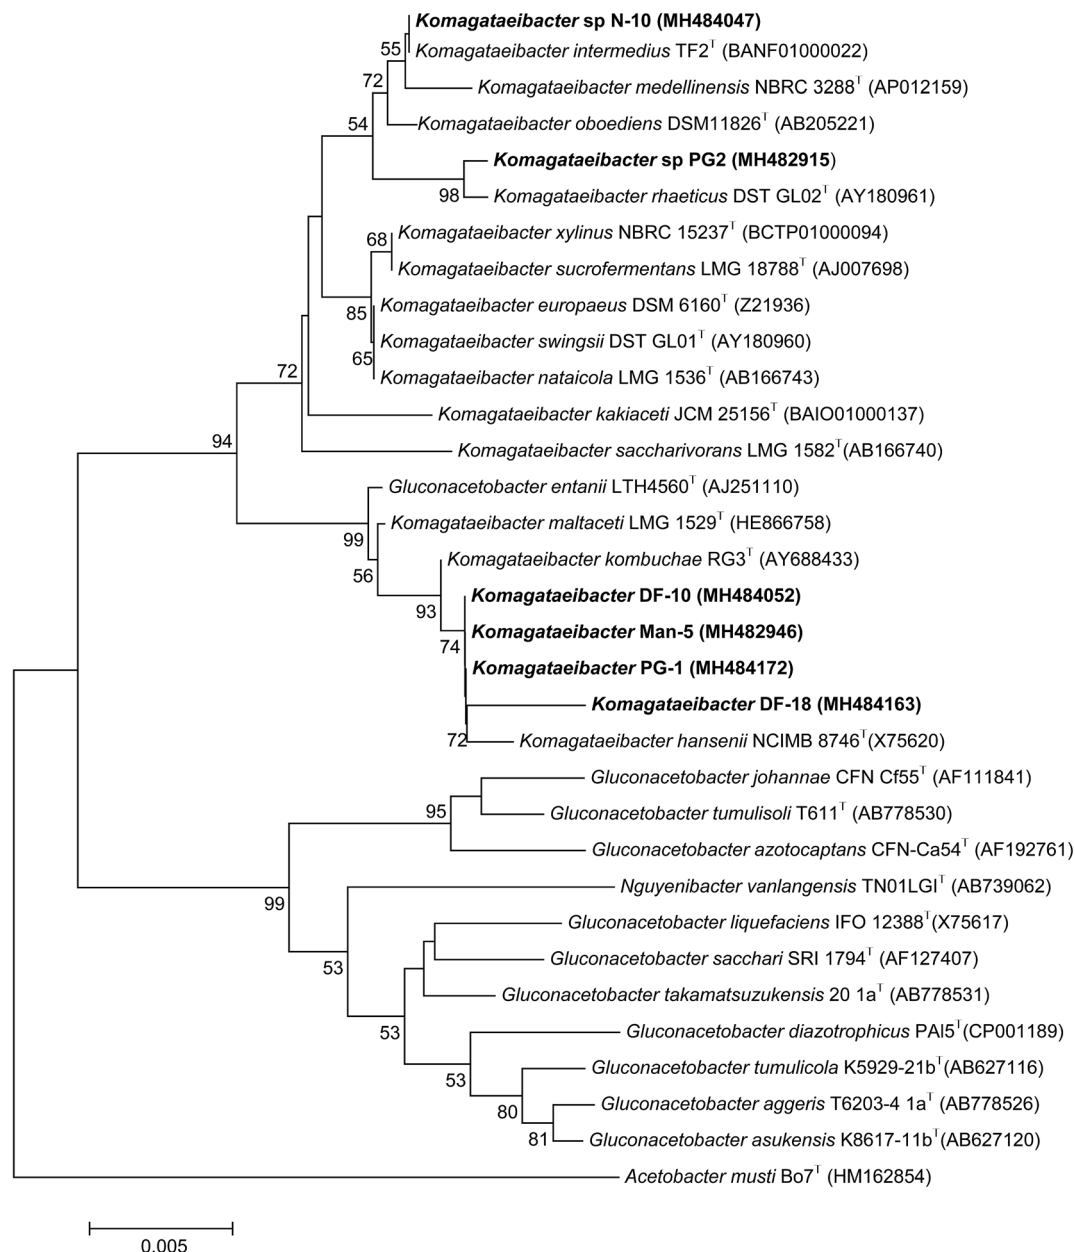 Komagataeibacter sp N-10 (MH484047)
55
Komagataeibacter intermedius TF2T (BANF01000022)
72
Komagataeibacter medellinensis NBRC 3288T (AP012159)
54
Komagataeibacter oboediens DSM11826T (AB205221)
Komagataeibacter sp PG2 (MH482915)
98
Komagataeibacter rhaeticus DST GL02T (AY180961)
68
Komagataeibacter xylinus NBRC 15237T (BCTP01000094)
Komagataeibacter sucrofermentans LMG 18788T (AJ007698)
Komagataeibacter europaeus DSM 6160T (Z21936)
85
Komagataeibacter swingsii DST GL01T (AY180960)
65
Komagataeibacter nataicola LMG 1536T (AB166743)
72
Komagataeibacter kakiaceti JCM 25156T (BAIO01000137)
94
Komagataeibacter saccharivorans LMG 1582T(AB166740)
Gluconacetobacter entanii LTH4560T (AJ251110)
Komagataeibacter maltaceti LMG 1529T (HE866758)
99
Komagataeibacter kombuchae RG3T (AY688433)
56
Komagataeibacter DF-10 (MH484052)
93
Komagataeibacter Man-5 (MH482946)
74
Komagataeibacter PG-1 (MH484172)
Komagataeibacter DF-18 (MH484163)
72
Komagataeibacter hansenii NCIMB 8746T(X75620)
Gluconacetobacter johannae CFN Cf55T (AF111841)
95
Gluconacetobacter tumulisoli T611T (AB778530)
Gluconacetobacter azotocaptans CFN-Ca54T (AF192761)
Nguyenibacter vanlangensis TN01LGIT (AB739062)
99
Gluconacetobacter liquefaciens IFO 12388T(X75617)
Gluconacetobacter sacchari SRI 1794T (AF127407)
53
Gluconacetobacter takamatsuzukensis 20 1aT (AB778531)
53
Gluconacetobacter diazotrophicus PAl5T(CP001189)
Gluconacetobacter tumulicola K5929-21bT(AB627116)
53
Gluconacetobacter aggeris T6203-4 1aT (AB778526)
80
Gluconacetobacter asukensis K8617-11bT(AB627120)
81
Acetobacter musti Bo7T (HM162854)
0.005